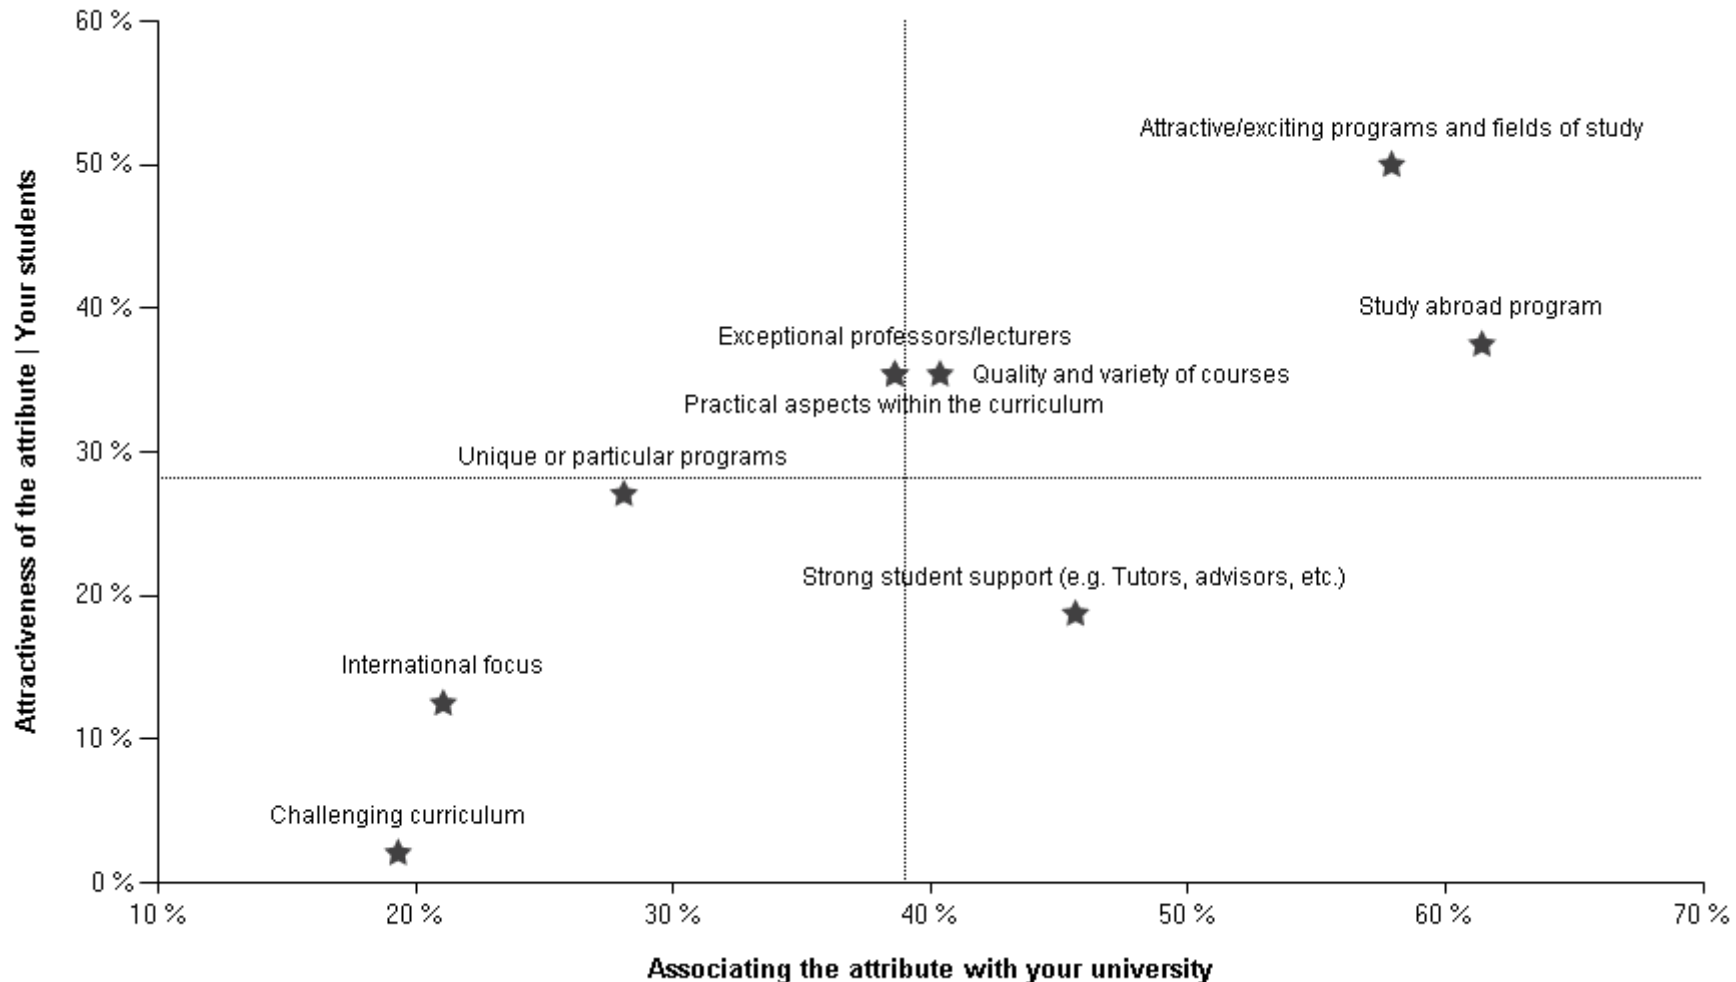 60 %
Attractive/exciting programs and fields of study
50 %
Study abroad program
40 %
Exceptional professors/lecturers
Quality and variety of courses
Practical aspects within the curriculum
30 %
Unique or particular programs
Strong student support (e.g. Tutors, advisors, etc.)
20 %
International focus
10 %
Challenging curriculum
0 %
10 % 20 % 30 % 40 % 50 % 60 % 70 %
Associating the attribute with your university
Attractiveness of the attribute | Your students